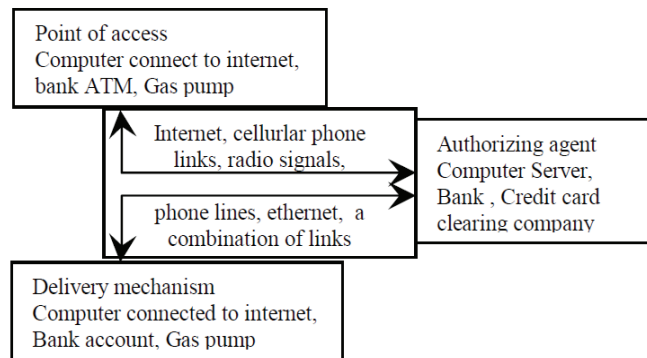 Point of access
Computer connect to internet,
bank ATM, Gas pump
Internet, cellurlar phone
links, radio signals,
phone lines, ethernet,  a
combination of links
Authorizing agent
Computer Server,
Bank , Credit card
clearing company
Delivery mechanism
Computer connected to internet,
Bank account, Gas pump